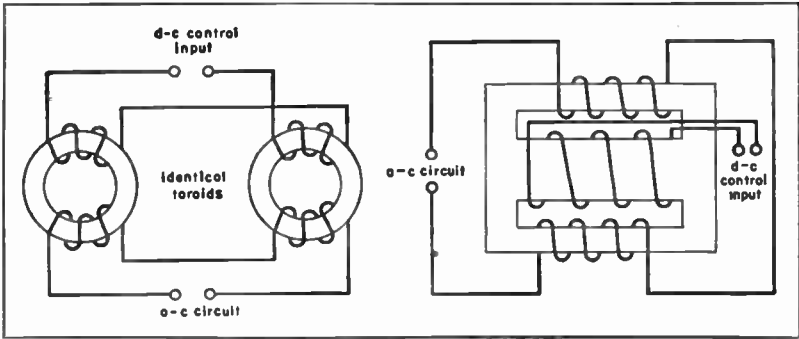 d-c control
input
identical
toroids
a-c circuit
a-c circuit
d-c
control
input